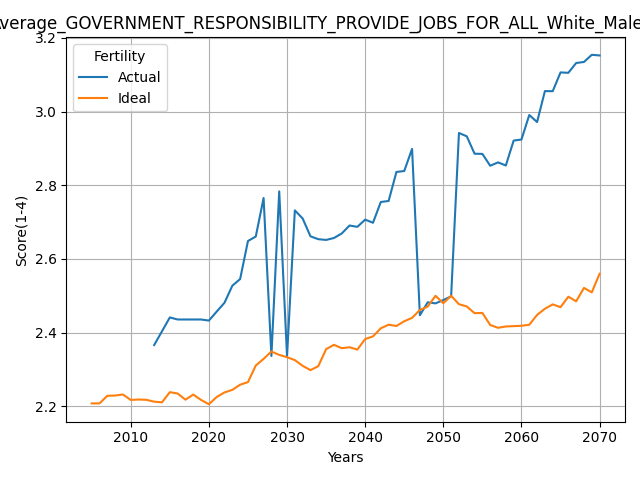 Average_GOVERNMENT_RESPONSIBILITY_PROVIDE_JOBS_FOR_ALL_White_Male
Fertility
Actual
Ideal
Score(1-4)
3.2
3.0
2.8
2.6
2.4
2.2
2010 2020 2030 2040 2050 2060 2070
Years